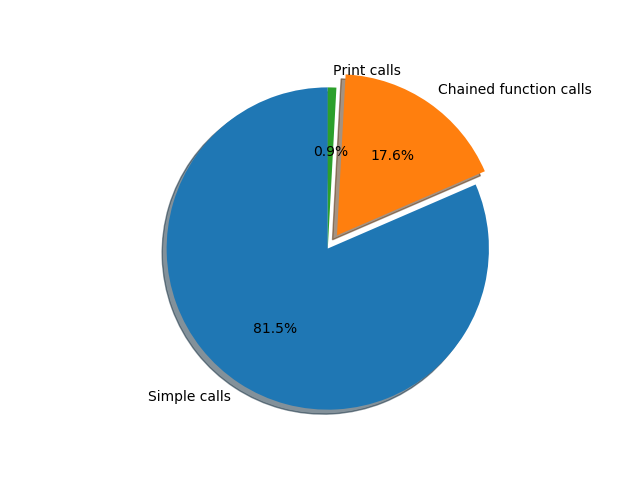 Print calls
Chained function calls
0.9%
17.6%
81.5%
Simple calls